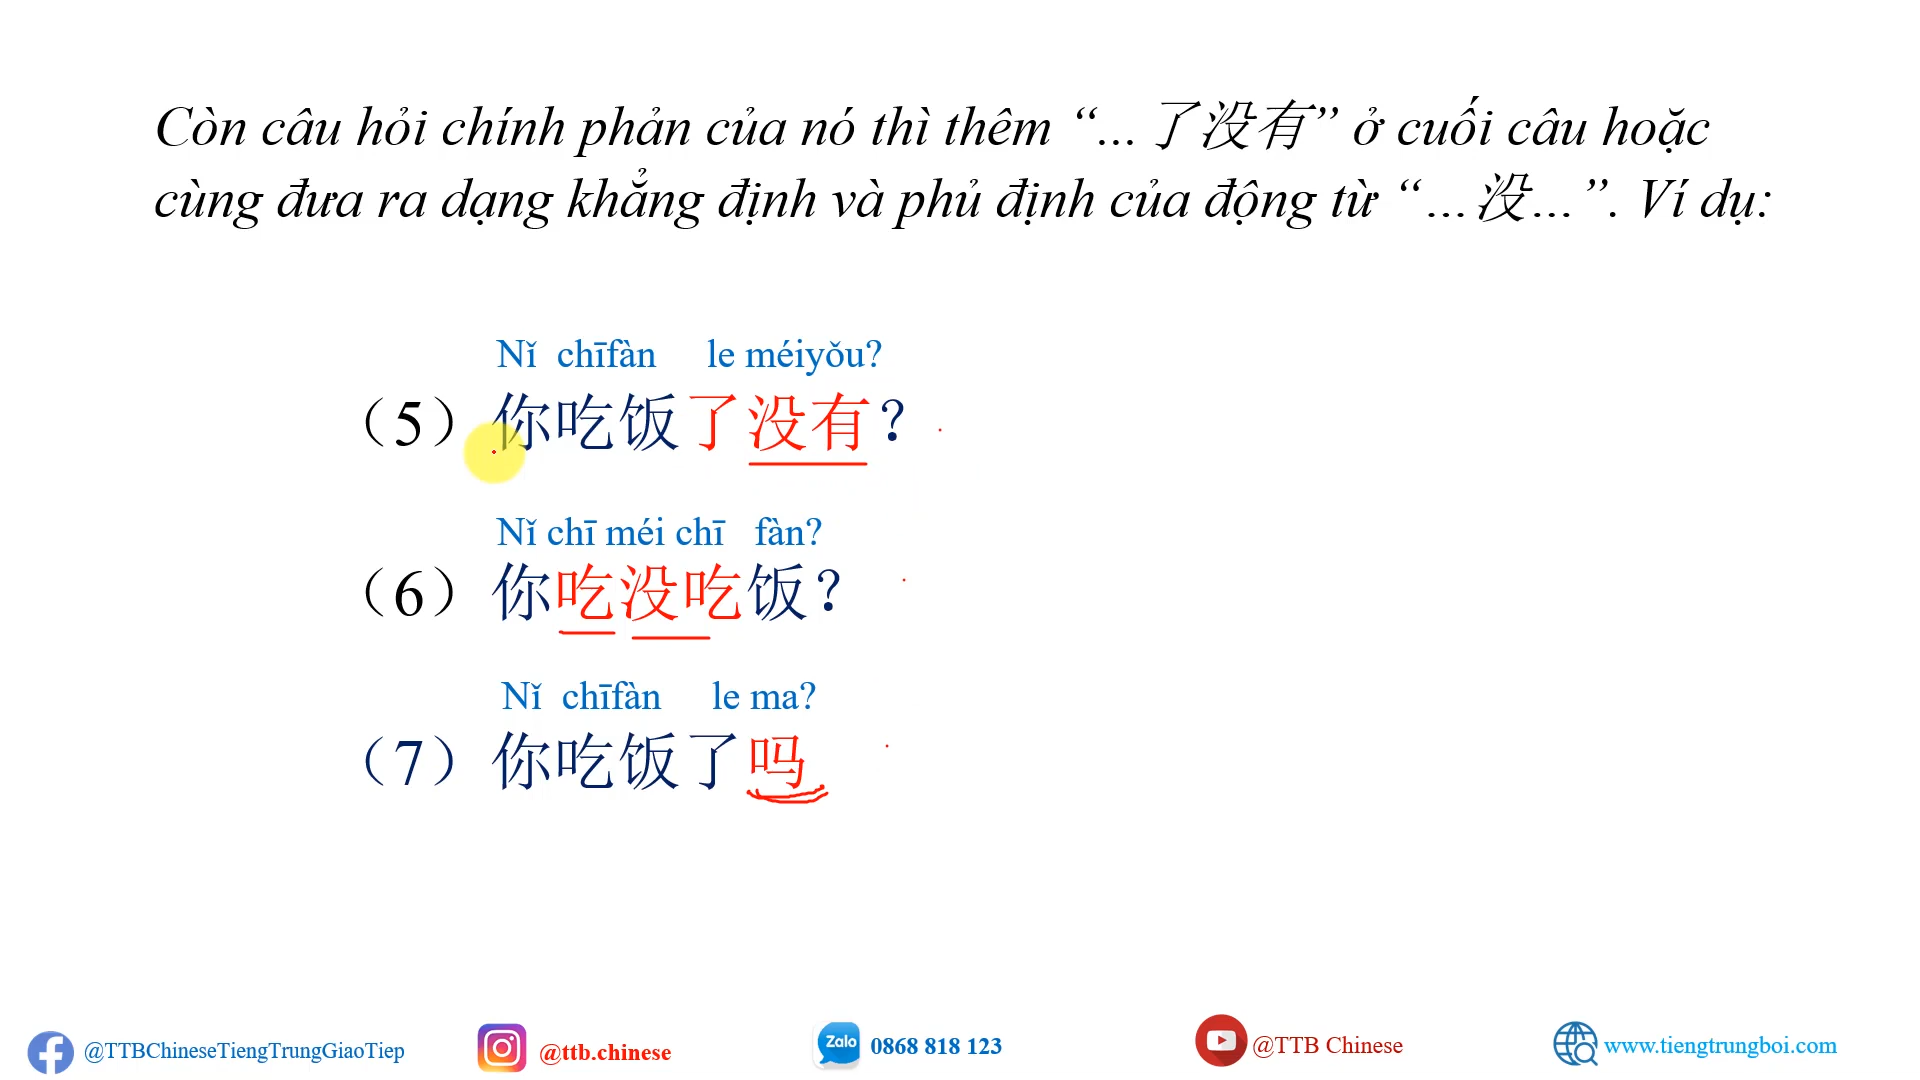 Còn câu hỏi chính phản của nó thì thêm “...了没有” ở cuối câu hoặc
cùng đưa ra dạng khẳng định và phủ định của động từ “...没...”. Ví dụ:
Nǐ chīfàn le méiyǒu?
（5）你吃饭了没有？
Nǐ chī méi chī fàn?
（6）你吃没吃饭？
Nǐ chīfàn le ma?
（7）你吃饭了吗
@TTBChineseTiengTrungGiaoTiep
@ttb.chinese
Zalo 0868 818 123
@TTB Chinese
www.tiengtrungboi.com